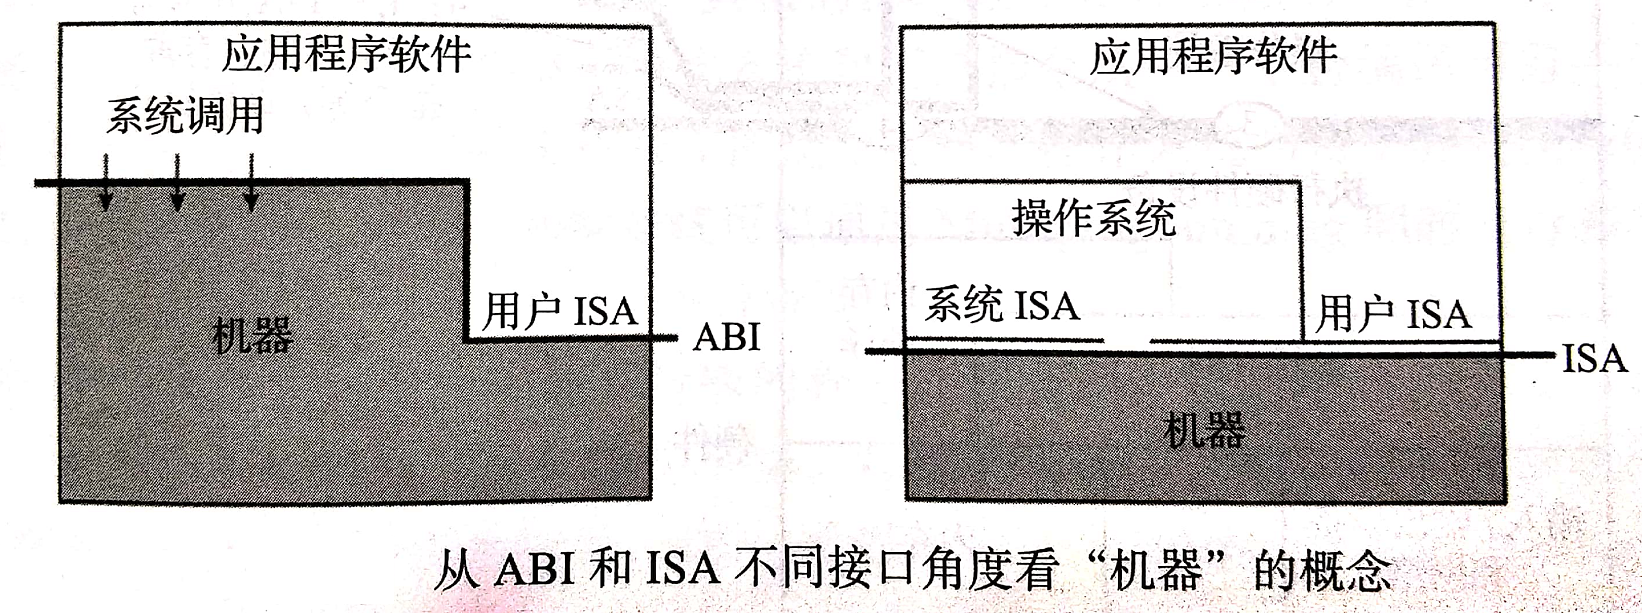 应用程序软件
系统调用
机器
用户 ISA
ABI
应用程序软件
操作系统
系统 ISA
用户 ISA
ISA
机器
从 ABI 和 ISA 不同接口角度看“机器”的概念